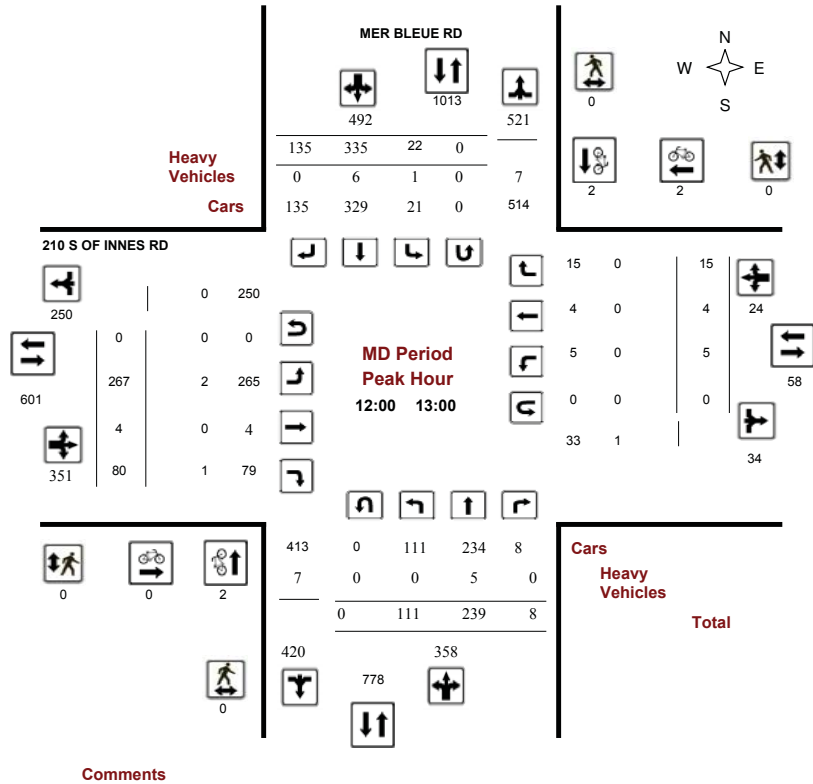 MER BLEUE RD
N
W E
S
1013
0
492 521
135 335 22 0
2 2 0
Heavy
Vehicles
0 6 1 0 7
Cars
135 329 21 0 514
210 S OF INNES RD
15 0 15
250
0 250
4 0 4 24
0 0 0
MD Period
5 0 5
267 2 265
Peak Hour
58
601
12:00 13:00
0 0 0
4 0 4
33 1
34
351
80 1 79
413 0 111 234 8
Cars
7 0 0 5 0
Heavy
Vehicles
0 0 2
0 111 239 8
Total
420 358
778
0
Comments